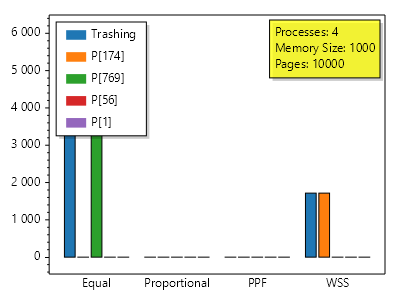 6 000
5 000
4 000
3 000
2 000
1 000
0
Trashing
P[174]
P[769]
P[56]
P[1]
Processes: 4
Memory Size: 1000
Pages: 10000
Equal Proportional PPF WSS